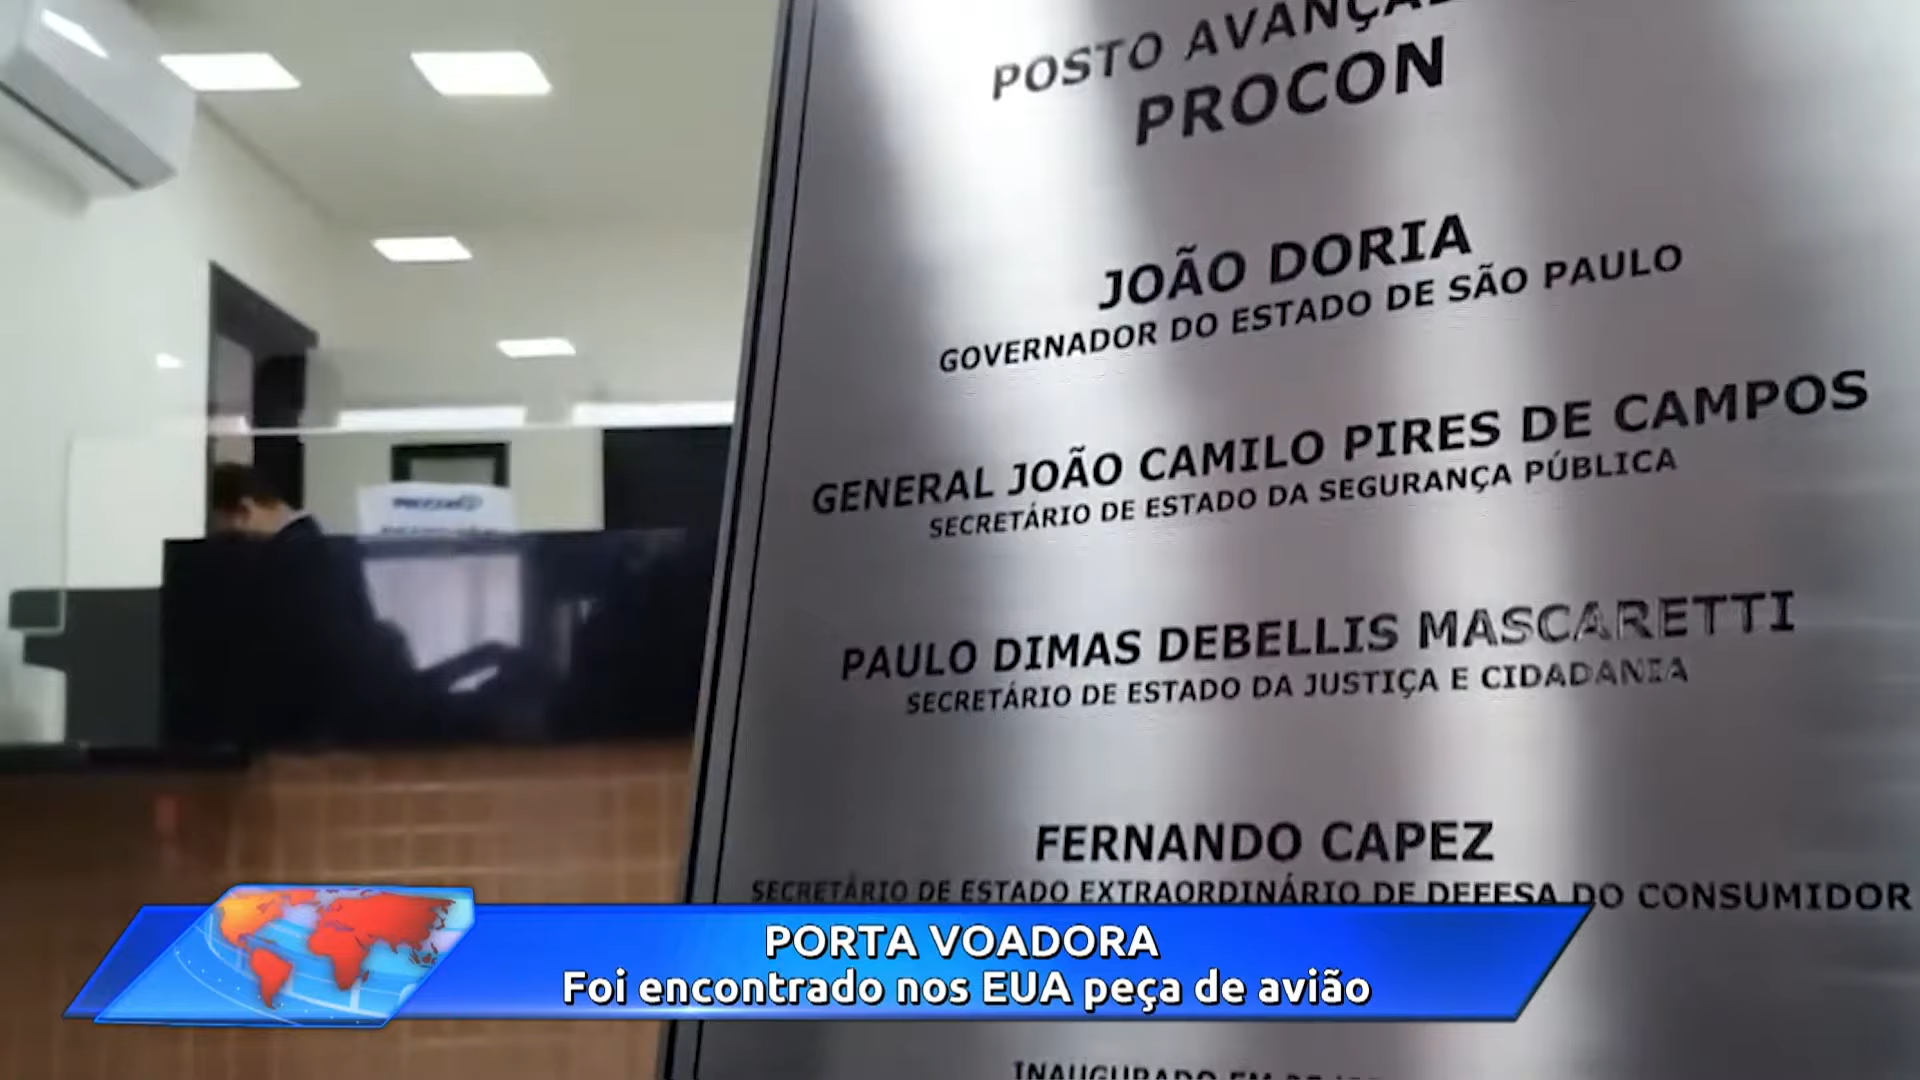 POSTO
PROCON
JOÃO DORIA
GOVERNADOR DO ESTADO DE SÃO PAULO
GENERAL JOÃO CAMILO PIRES DE CAMPOS
SECRETÁRIO DE ESTADO DA SEGURANÇA PÚBLICA
PAULO DIMAS DEBELLIS MASCARETTI
SECRETÁRIO DE ESTADO DA JUSTIÇA E CIDADANIA
FERNANDO CAPEZ
SECRETÁRIO DE ESTADO EXTRAORDINÁRIO DE DEFESA DO CONSUMIDOR
PORTA VOADORA
Foi encontrado nos EUA peça de avião